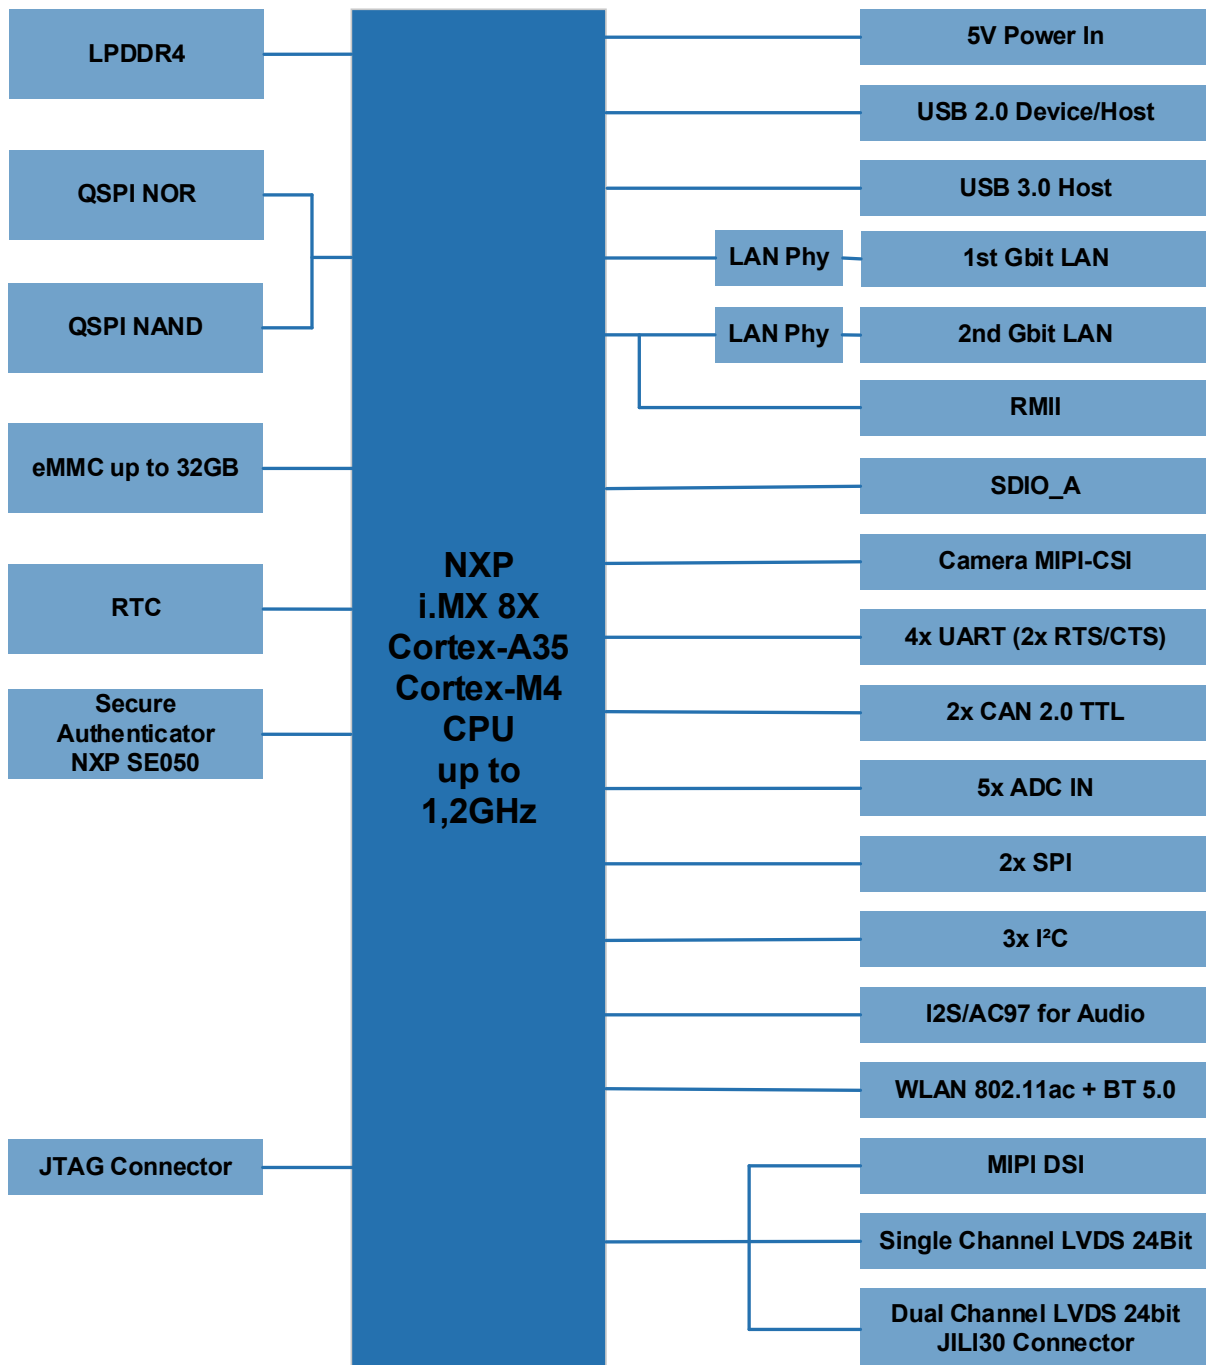 LPDDR4
QSPI NOR
QSPI NAND
eMMC up to 32GB
RTC
Secure
Authenticator
NXP SE050
JTAG Connector
NXP
i.MX 8X
Cortex-A35
Cortex-M4
CPU
up to
1,2GHz
5V Power In
USB 2.0 Device/Host
USB 3.0 Host
LAN Phy
1st Gbit LAN
LAN Phy
2nd Gbit LAN
RMII
SDIO_A
Camera MIPI-CSI
4x UART (2x RTS/CTS)
2x CAN 2.0 TTL
5x ADC IN
2x SPI
3x I²C
I2S/AC97 for Audio
WLAN 802.11ac + BT 5.0
MIPI DSI
Single Channel LVDS 24Bit
Dual Channel LVDS 24bit
JILI30 Connector